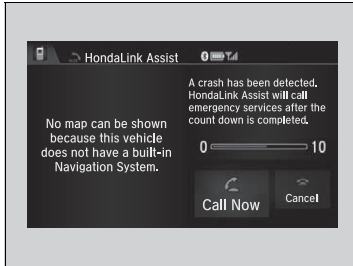 HondaLink Assist
No map can be shown
because this vehicle
does not have a built-in
Navigation System.
A crash has been detected.
HondaLink Assist will call
emergency services after the
count down is completed.
0 10
Call Now
Cancel